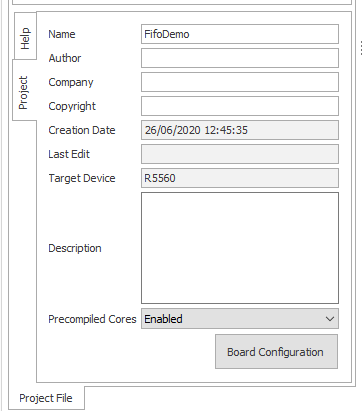 Help
Project
Name FifoDemo
Author
Company
Copyright
Creation Date 26/06/2020 12:45:35
Last Edit
Target Device R5560
Description
Precompiled Cores Enabled
Board Configuration
Project File